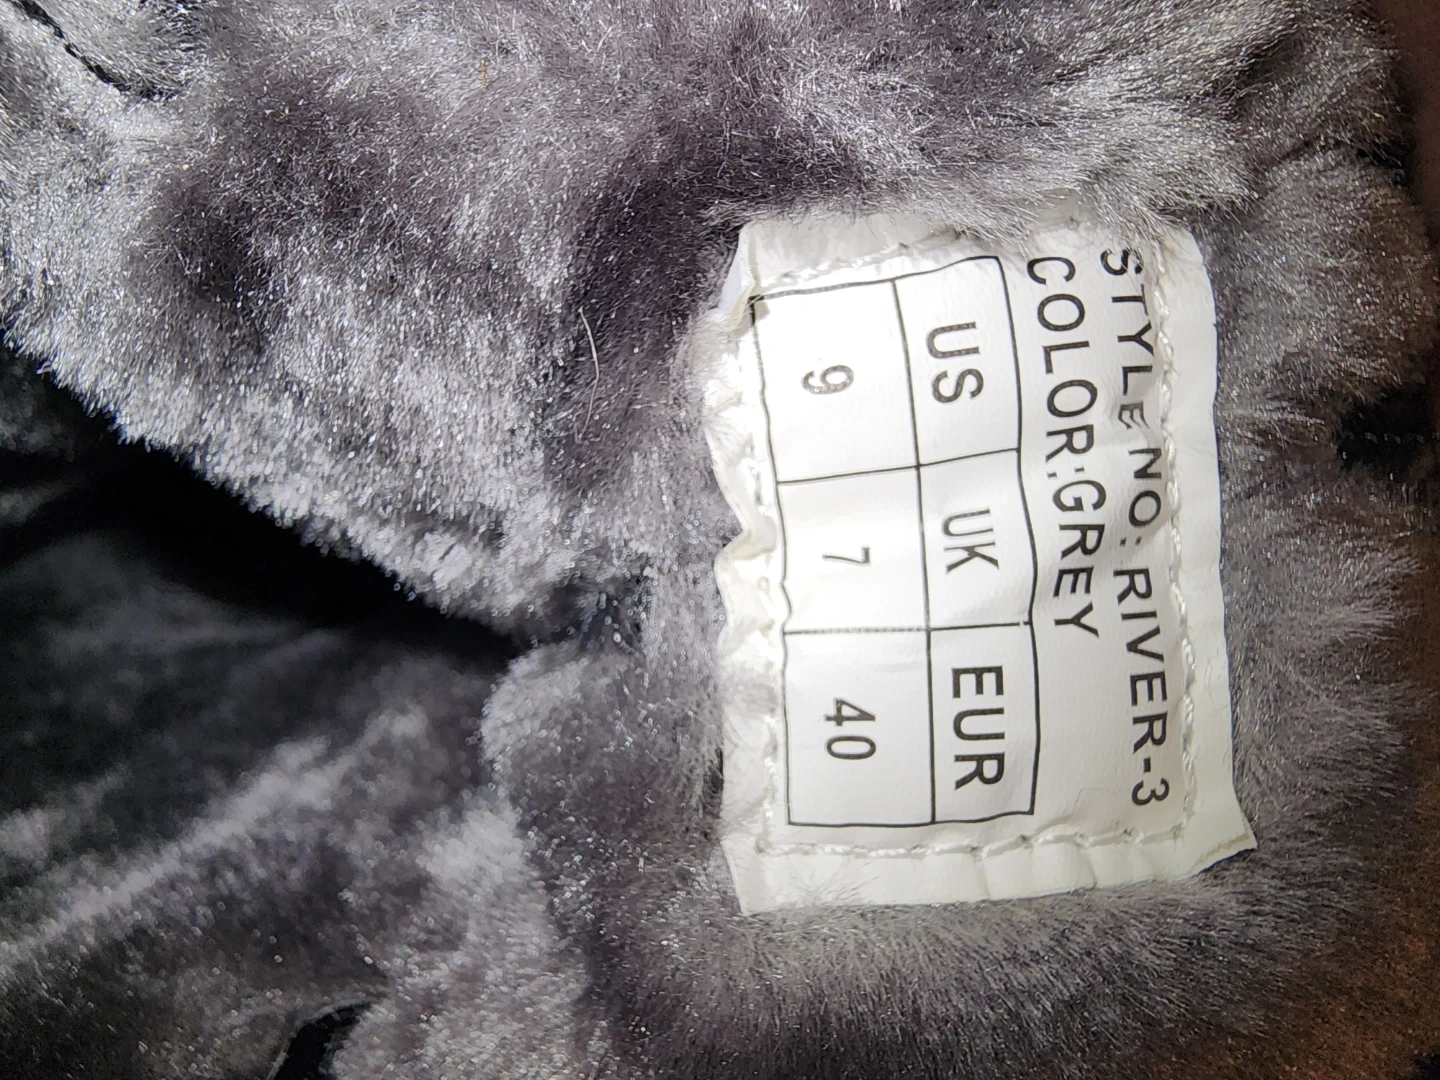 STYLE NO: RIVER-3
COLOR:GREY
US UK EUR
9 7 40